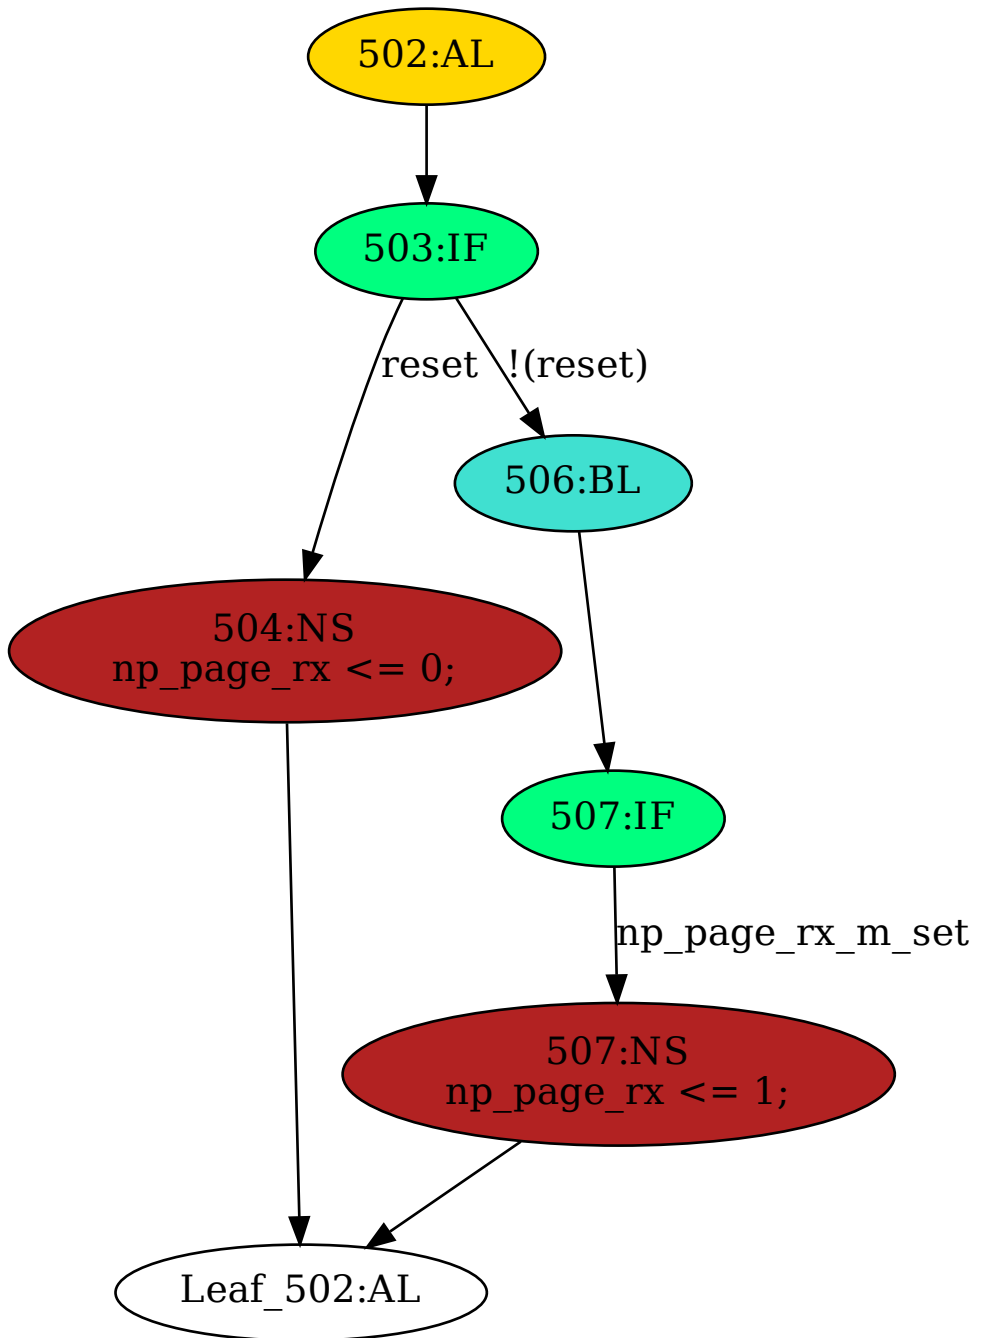 502:AL
503:IF
reset
!(reset)
506:BL
504:NS
np_page_rx <= 0;
507:IF
np_page_rx_m_set
507:NS
np_page_rx <= 1;
Leaf_502:AL